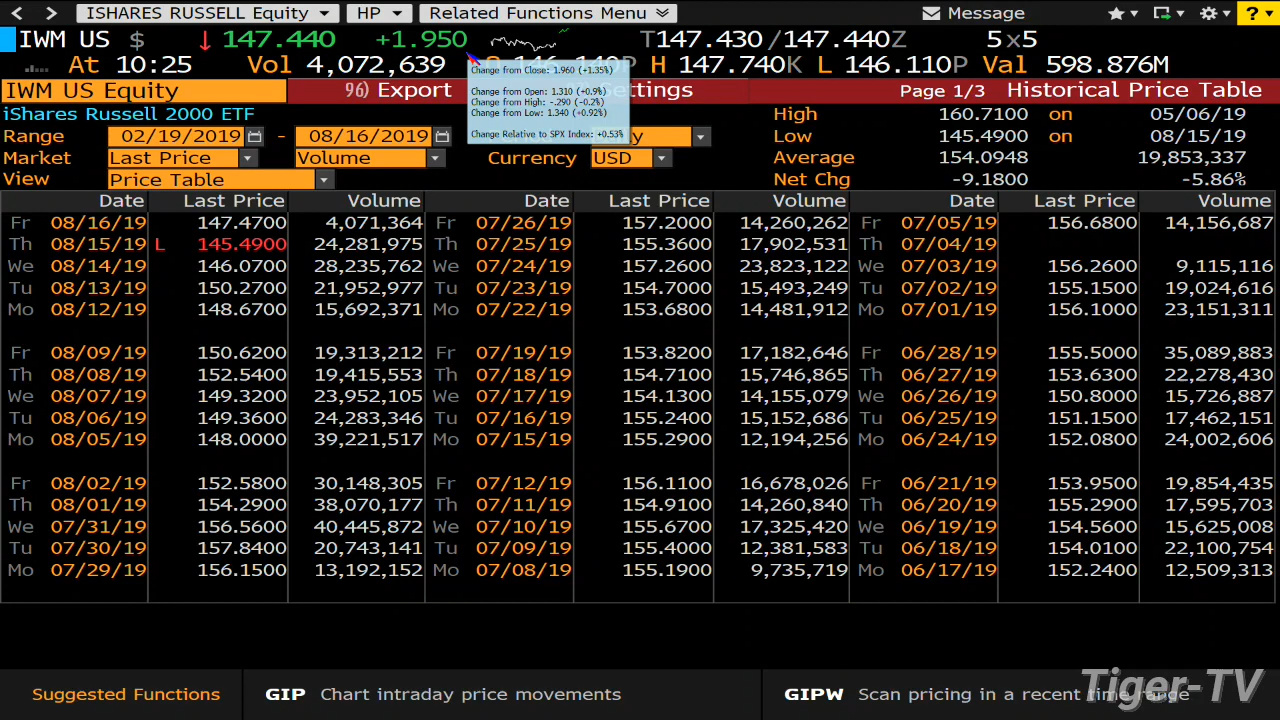 ISHARES RUSSELL Equity HP Related Functions Menu Message ?
IWM US $ ↓ 147.440 +1.950 T147.430/147.440Z 5x5
At 10:25 Vol 4,072,639 H 147.740K L 146.110P Val 598.876M
IWM US Equity 96) Export Page 1/3 Historical Price Table
Change from Close: 1.960 (+1.35%)
Change from Open: 1.310 (+0.9%)
Change from High: -.290 (-0.2%)
Change from Low: 1.340 (+0.92%)
Change Relative to SPX Index: +0.53%
iShares Russell 2000 ETF High 160.7100 on 05/06/19
Range 02/19/2019 - 08/16/2019 Low 145.4900 on 08/15/19
Market Last Price Volume Currency USD Average 154.0948 19,853,337
View Price Table Net Chg -9.1800 -5.86%
Date Last Price Volume Date Last Price Volume Date Last Price Volume
Fr 08/16/19 147.4700 4,071,364 Fr 07/26/19 157.2000 14,260,262 Fr 07/05/19 156.6800 14,156,687
Th 08/15/19 L 145.4900 24,281,975 Th 07/25/19 155.3600 17,902,531 Th 07/04/19
We 08/14/19 146.0700 28,235,762 We 07/24/19 157.2600 23,823,122 We 07/03/19 156.2600 9,115,116
Tu 08/13/19 150.2700 21,952,977 Tu 07/23/19 154.7000 15,493,249 Tu 07/02/19 155.1500 19,024,616
Mo 08/12/19 148.6700 15,692,371 Mo 07/22/19 153.6800 14,481,912 Mo 07/01/19 156.1000 23,151,311
Fr 08/09/19 150.6200 19,313,212 Fr 07/19/19 153.8200 17,182,646 Fr 06/28/19 155.5000 35,089,883
Th 08/08/19 152.5400 19,415,553 Th 07/18/19 154.7100 15,746,865 Th 06/27/19 153.6300 22,278,430
We 08/07/19 149.3200 23,952,105 We 07/17/19 154.1300 14,155,079 We 06/26/19 150.8000 15,726,887
Tu 08/06/19 149.3600 24,283,346 Tu 07/16/19 155.2400 15,152,686 Tu 06/25/19 151.1500 17,462,151
Mo 08/05/19 148.0000 39,221,517 Mo 07/15/19 155.2900 12,194,256 Mo 06/24/19 152.0800 24,002,606
Fr 08/02/19 152.5800 30,148,305 Fr 07/12/19 156.1100 16,678,026 Fr 06/21/19 153.9500 19,854,435
Th 08/01/19 154.2900 38,070,177 Th 07/11/19 154.9100 14,260,840 Th 06/20/19 155.2900 17,595,703
We 07/31/19 156.5600 40,445,872 We 07/10/19 155.6700 17,325,420 We 06/19/19 154.5600 15,625,008
Tu 07/30/19 157.8400 20,743,141 Tu 07/09/19 155.4000 12,381,583 Tu 06/18/19 154.0100 22,100,754
Mo 07/29/19 156.1500 13,192,152 Mo 07/08/19 155.1900 9,735,719 Mo 06/17/19 152.2400 12,509,313
Suggested Functions GIP Chart intraday price movements GIPW Scan pricing in a recent time range
Tiger-TV